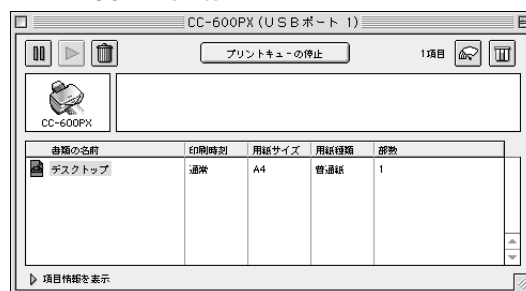 CC-600PX(USBポート 1)
プリントキューの停止
1項目
CC-600PX
書類の名前 印刷時刻 用紙サイズ 用紙種類 部数
デスクトップ 通常 A4 普通紙 1
項目情報を表示